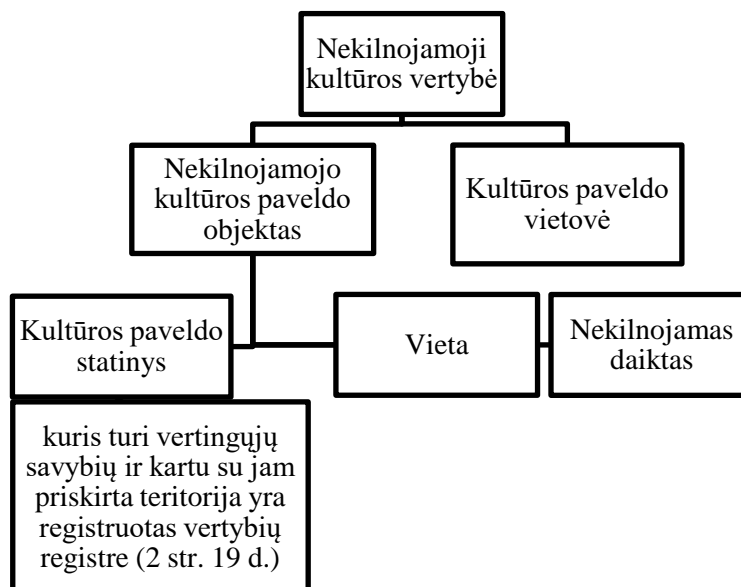 Nekilnojamoji
kultūros vertybė
Nekilnojamojo
kultūros paveldo
objektas
Kultūros paveldo
vietovė
Kultūros paveldo
statinys
Vieta
Nekilnojamas
daiktas
kuris turi vertingųjų
savybių ir kartu su jam
priskirta teritorija yra
registruotas vertybių
registre (2 str. 19 d.)